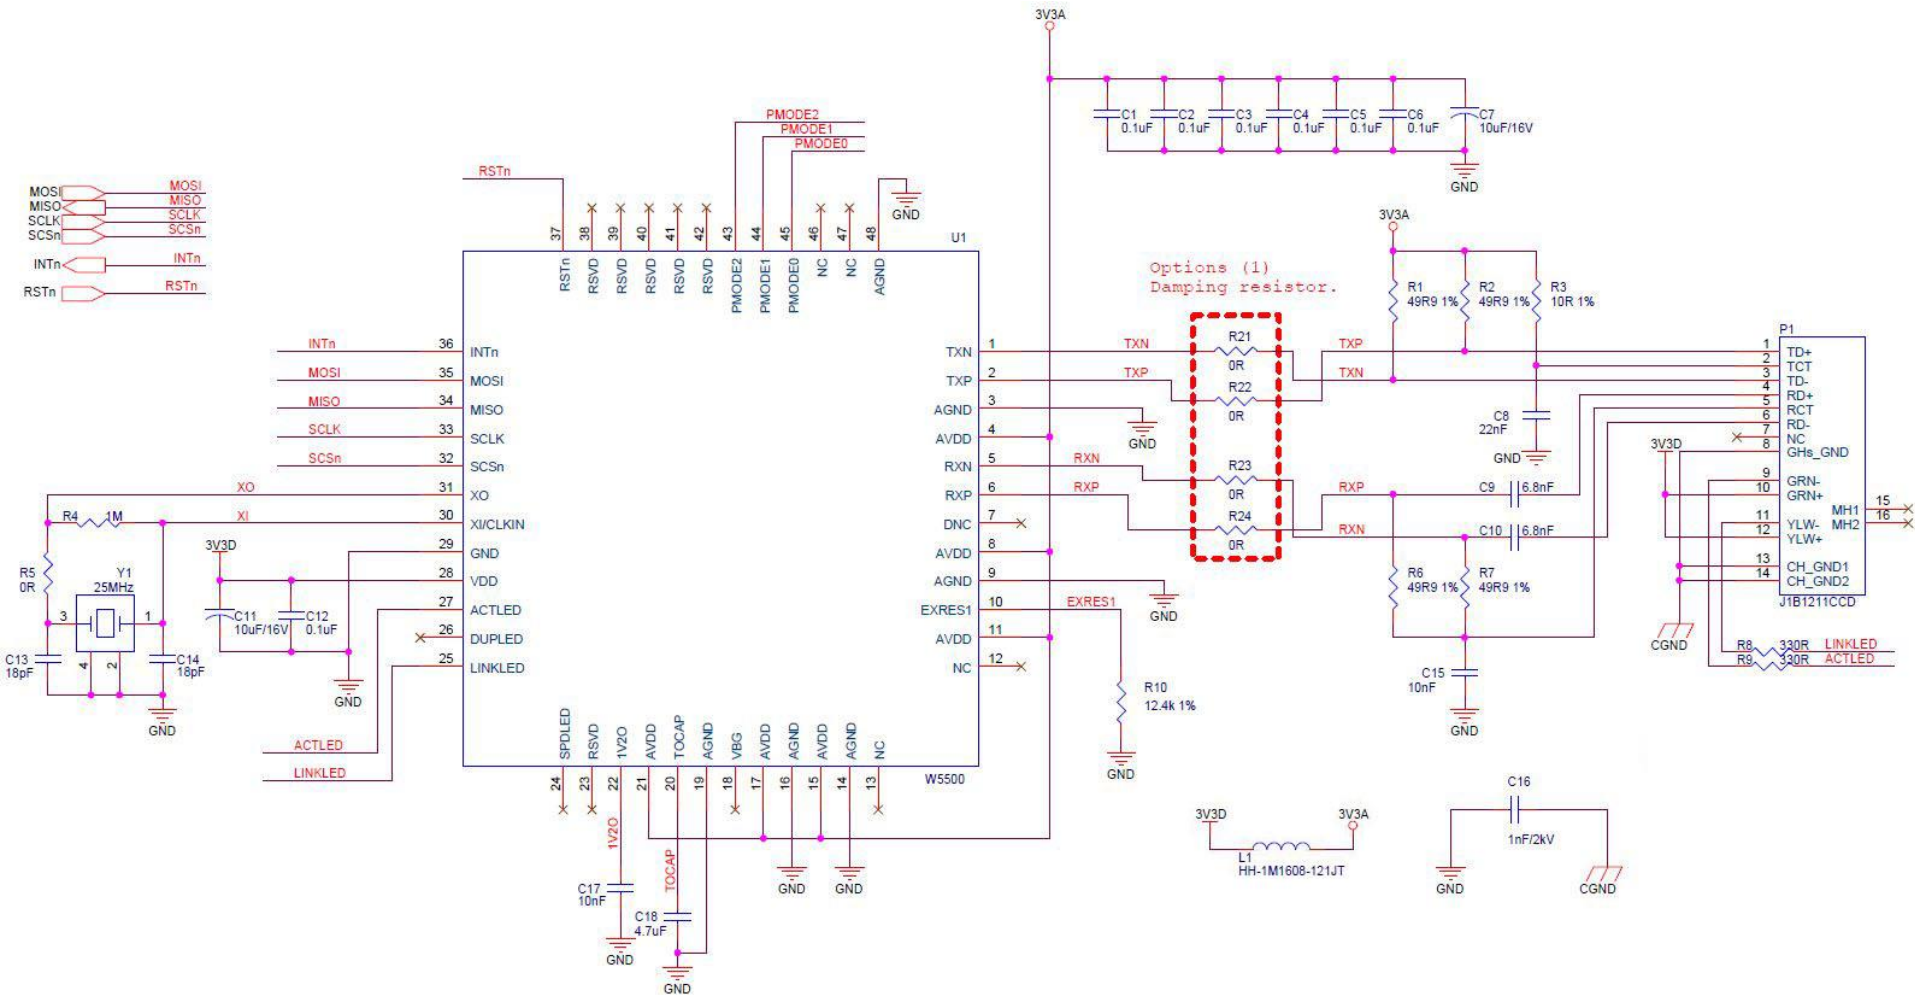 3V3A
C1
0.1uF
C2
0.1uF
C3
0.1uF
C4
0.1uF
C5
0.1uF
C6
0.1uF
C7
10uF/16V
GND
PMODE2
PMODE1
PMODE0
RSTn
GND
MOSI MOSI
MISO MISO
SCLK SCLK
SCSn SCSn
INTn INTn
RSTn RSTn
37 38 39 40 41 42 43 44 45 46 47 48
U1
RSTn RSVD RSVD RSVD RSVD RSVD PMODE2 PMODE1 PMODE0 NC NC AGND
INTn 36 INTn
MOSI 35 MOSI
MISO 34 MISO
SCLK 33 SCLK
SCSn 32 SCSn
XO 31 XO
XI 30 XI/CLKIN
29 GND
28 VDD
27 ACTLED
26 DUPLED
25 LINKLED
TXN 1 TXN
TXP 2 TXP
AGND 3
GND
AVDD 4
RXN 5 RXN
RXP 6 RXP
DNC 7
AVDD 8
AGND 9
GND
EXRES1 10 EXRES1
AVDD 11
NC 12
R10
12.4k 1%
GND
R4 1M
R5
0R
Y1
25MHz
3 1
4 2
C13
18pF
C14
18pF
GND
3V3D
C11
10uF/16V
C12
0.1uF
GND
ACTLED
LINKLED
SPDLED RSVD 1V2O AVDD TOCAP AGND VBG AVDD AGND AVDD AGND NC
24 23 22 21 20 19 18 17 16 15 14 13
W5500
1V2O
TOCAP
C17
10nF
GND
C18
4.7uF
GND
GND
GND
Options (1)
Damping resistor.
R21
0R
R22
0R
R23
0R
R24
0R
3V3A
R1
49R9 1%
R2
49R9 1%
R3
10R 1%
TXP
TXN
C8
22nF
GND
RXP
RXN
C9 6.8nF
C10 6.8nF
R6
49R9 1%
R7
49R9 1%
C15
10nF
GND
P1
1 TD+
2 TCT
3 TD-
4 RD+
5 RCT
6 RD-
7 NC
8 GHs_GND
9 GRN-
10 GRN+
11 YLW-
12 YLW+
13 CH_GND1
14 CH_GND2
MH1 15
MH2 16
J1B1211CCD
3V3D
CGND
R8 330R LINKLED
R9 330R ACTLED
3V3D
3V3A
L1
HH-1M1608-121JT
C16
1nF/2kV
GND
CGND